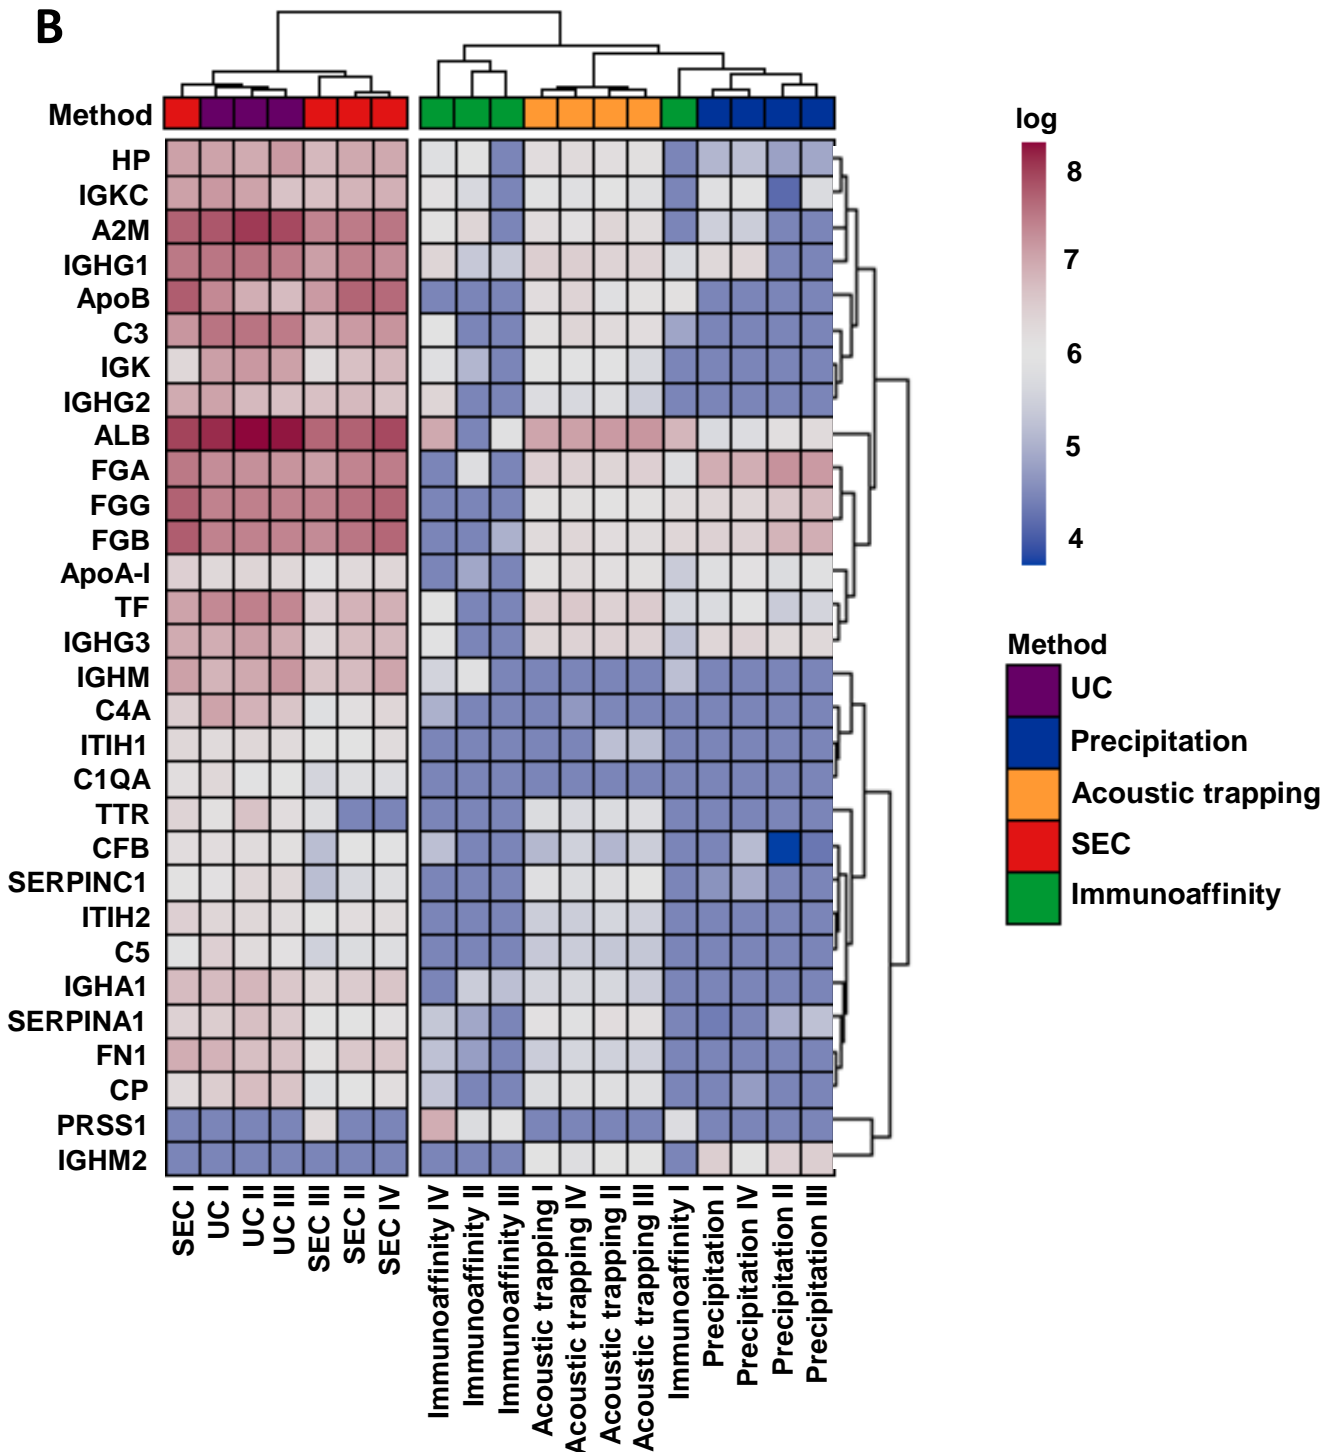 B
Method
HP
IGKC
A2M
IGHG1
ApoB
C3
IGK
IGHG2
ALB
FGA
FGG
FGB
ApoA-I
TF
IGHG3
IGHM
C4A
ITIH1
C1QA
TTR
CFB
SERPINC1
ITIH2
C5
IGHA1
SERPINA1
FN1
CP
PRSS1
IGHM2
SEC I
UC I
UC II
UC III
SEC III
SEC II
SEC IV
Immunoaffinity IV
Immunoaffinity II
Immunoaffinity III
Acoustic trapping I
Acoustic trapping IV
Acoustic trapping II
Acoustic trapping III
Immunoaffinity I
Precipitation I
Precipitation IV
Precipitation II
Precipitation III
log
8
7
6
5
4
Method
UC
Precipitation
Acoustic trapping
SEC
Immunoaffinity